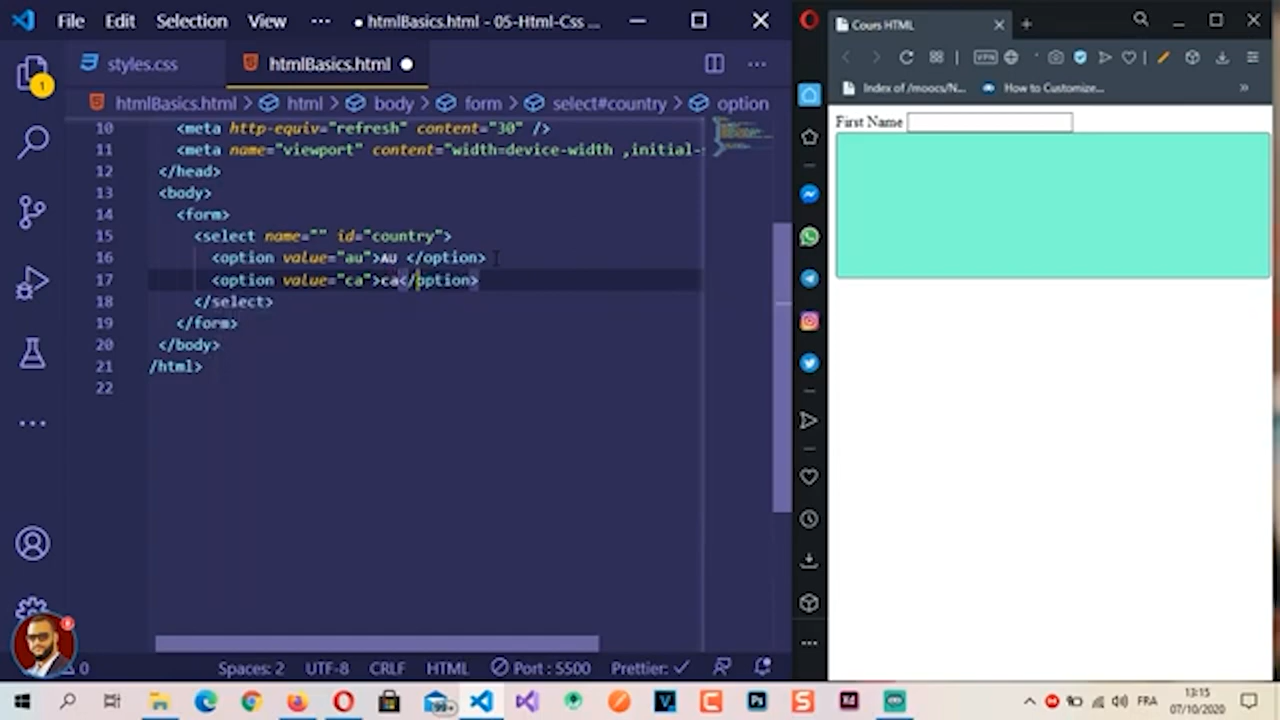 File Edit Selection View ··· ● htmlBasics.html - 05-Html-Css ...
styles.css htmlBasics.html ●
htmlBasics.html > html > body > form > select#country > option
10 <meta http-equiv="refresh" content="30" />
11 <meta name="viewport" content="width=device-width ,initial-
12 </head>
13 <body>
14 <form>
15 <select name="" id="country">
16 <option value="au">AU </option>
17 <option value="ca">ca</option>
18 </select>
19 </form>
20 </body>
21 /html>
22
0 Spaces: 2 UTF-8 CRLF HTML Port : 5500 Prettier: ✓
1
Cours HTML
VPN
Index of /moocs/N... How to Customize... »
First Name
99+
FRA
13:15
07/10/2020